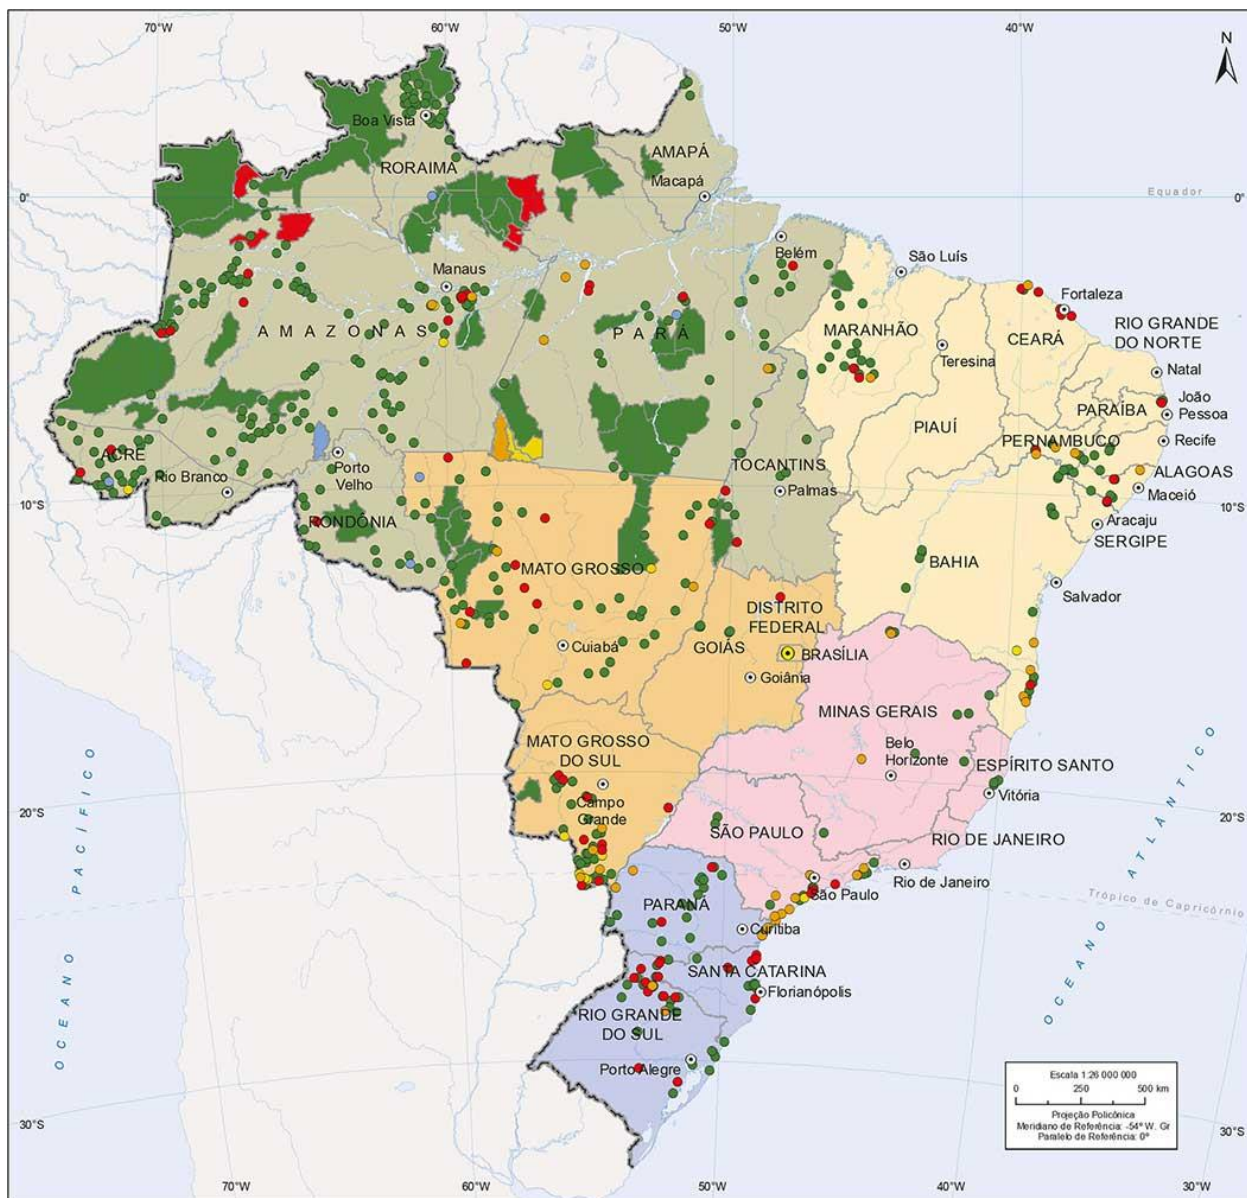 70°W
60°W
50°W
40°W
N
Boa Vista
RORAIMA
AMAPÁ
Macapá
0°
Equador
0°
Belém
São Luís
Manaus
Fortaleza
AMAZONAS
PARÁ
MARANHÃO
CEARÁ
RIO GRANDE
DO NORTE
Teresina
Natal
João
Pessoa
PARAÍBA
PIAUÍ
PERNAMBUCO
Recife
ACRE
Rio Branco
Porto
Velho
TOCANTINS
Palmas
ALAGOAS
Maceió
10°S
10°S
RONDÔNIA
Aracaju
SERGIPE
MATO GROSSO
BAHIA
Salvador
DISTRITO
FEDERAL
Cuiabá
GOIÁS
BRASÍLIA
Goiânia
MINAS GERAIS
MATO GROSSO
DO SUL
Belo
Horizonte
ESPÍRITO SANTO
Vitória
Campo
Grande
20°S
20°S
SÃO PAULO
RIO DE JANEIRO
Rio de Janeiro
São Paulo
Trópico de Capricórnio
PARANÁ
Curitiba
SANTA CATARINA
Florianópolis
RIO GRANDE
DO SUL
Porto Alegre
OCEANO PACÍFICO
OCEANO ATLÂNTICO
Escala 1:26 000 000
0 250 500 km
Projeção Policônica
Meridiano de Referência: -54° W. Gr
Paralelo de Referência: 0°
30°S
30°S
70°W
60°W
50°W
40°W
30°W